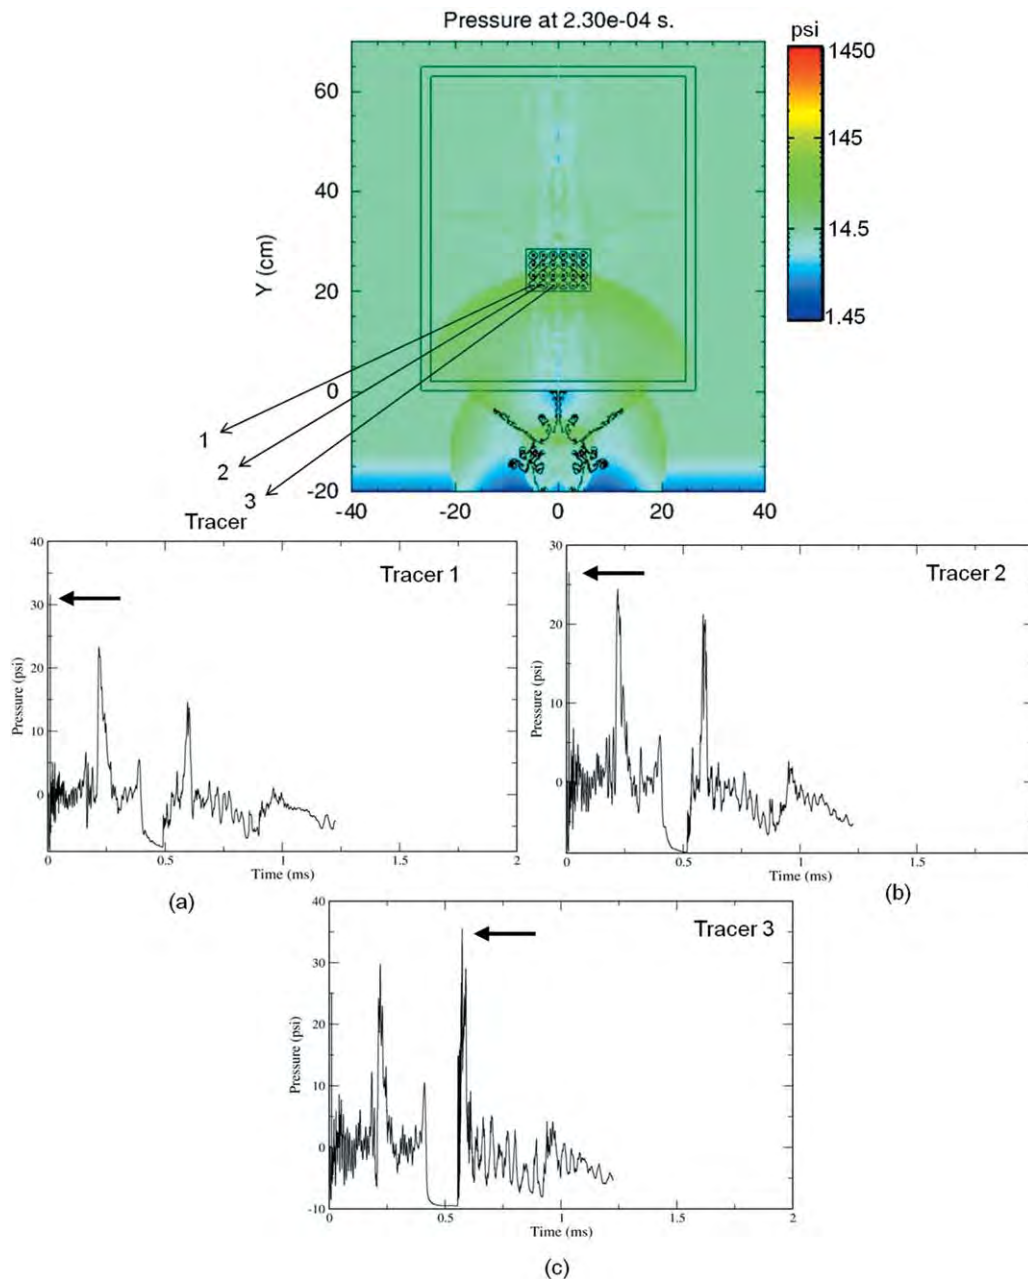 Pressure at 2.30e-04 s.
psi
1450
145
14.5
1.45
60
40
20
0
-20
Y (cm)
-40 -20 0 20 40
1
2
3
Tracer
40
30
20
10
0
Pressure (psi)
Tracer 1
0 0.5 1 1.5 2
Time (ms)
(a)
30
20
10
0
Pressure (psi)
Tracer 2
0 0.5 1 1.5
Time (ms)
(b)
40
30
20
10
0
-10
Pressure (psi)
Tracer 3
0 0.5 1 1.5 2
Time (ms)
(c)